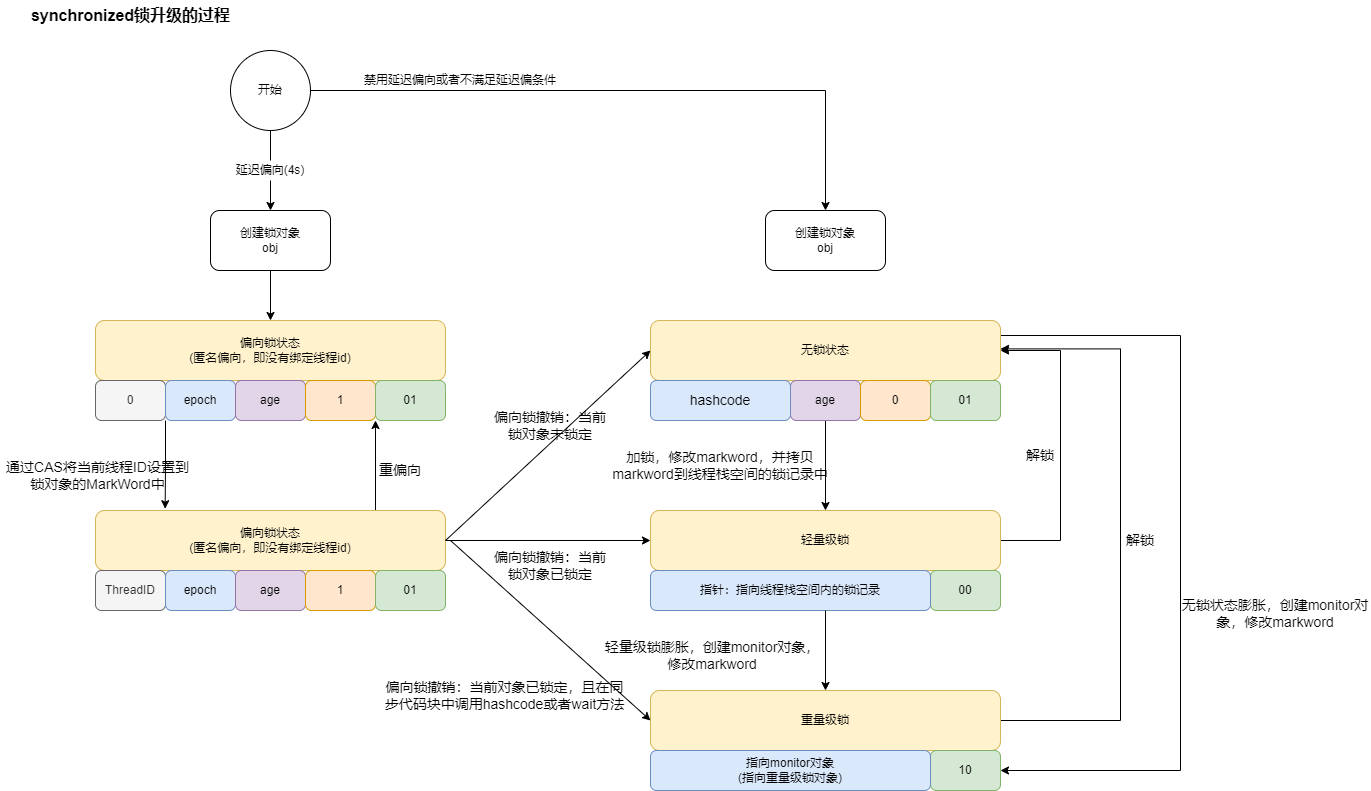 synchronized锁升级的过程
开始
禁用延迟偏向或者不满足延迟偏条件
延迟偏向(4s)
创建锁对象
obj
创建锁对象
obj
偏向锁状态
(匿名偏向，即没有绑定线程id)
0
epoch
age
1
01
无锁状态
hashcode
age
0
01
偏向锁撤销：当前
锁对象未锁定
通过CAS将当前线程ID设置到
锁对象的MarkWord中
重偏向
加锁，修改markword，并拷贝
markword到线程栈空间的锁记录中
解锁
偏向锁状态
(匿名偏向，即没有绑定线程id)
ThreadID
epoch
age
1
01
偏向锁撤销：当前
锁对象已锁定
轻量级锁
指针：指向线程栈空间内的锁记录
00
解锁
无锁状态膨胀，创建monitor对
象，修改markword
轻量级锁膨胀，创建monitor对象，
修改markword
偏向锁撤销：当前对象已锁定，且在同
步代码块中调用hashcode或者wait方法
重量级锁
指向monitor对象
(指向重量级锁对象)
10